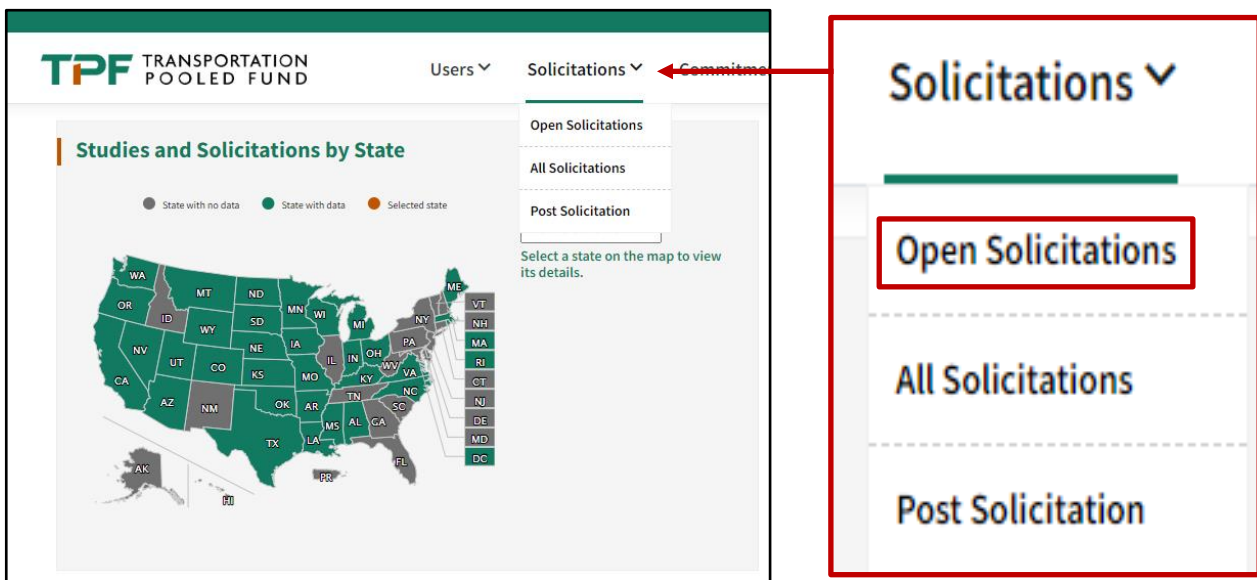 TPF TRANSPORTATION
POOLED FUND
Users
Solicitations
Commitme
Open Solicitations
All Solicitations
Post Solicitation
Studies and Solicitations by State
State with no data
State with data
Selected state
Select a state on the map to view
its details.
WA
OR
ID
MT
ND
MN
WI
MI
NY
ME
VT
NH
MA
RI
CT
NJ
DE
MD
DC
WY
SD
NE
IA
IL
IN
OH
PA
WV
VA
NV
UT
CO
KS
MO
KY
NC
CA
AZ
NM
OK
AR
TN
SC
MS
AL
GA
TX
LA
FL
AK
HI
PR
Solicitations
Open Solicitations
All Solicitations
Post Solicitation